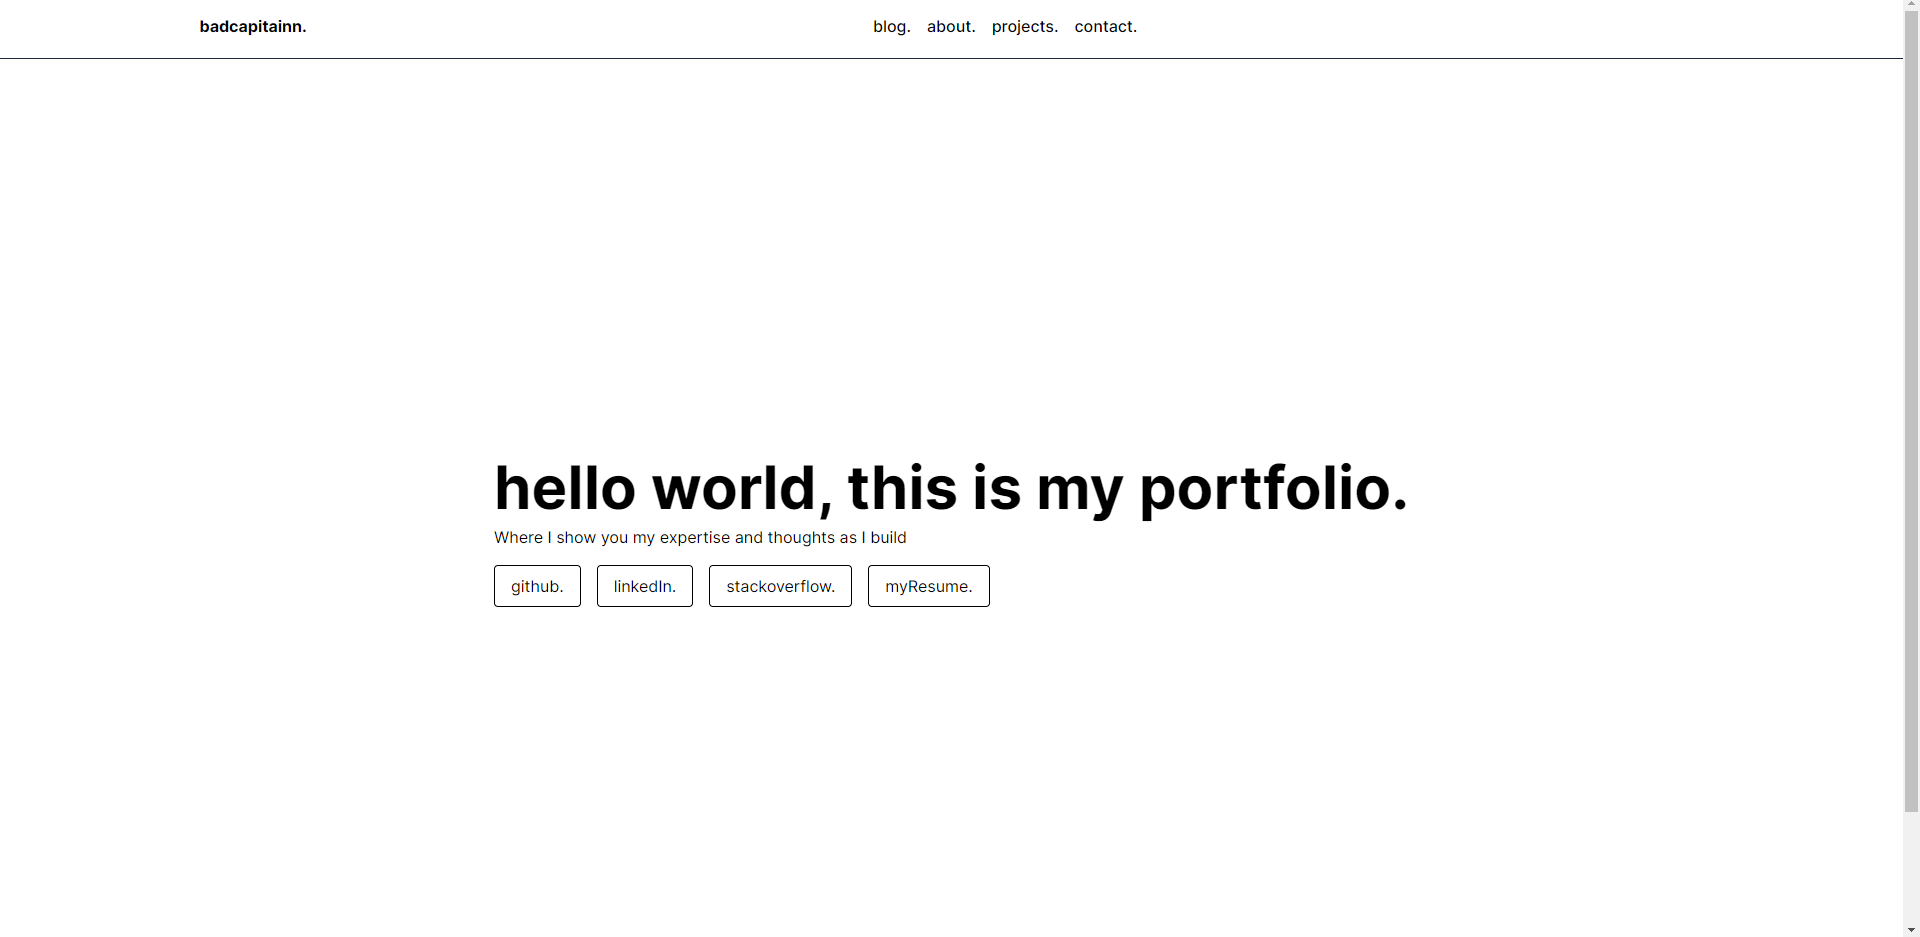 badcapitainn.
blog. about. projects. contact.
hello world, this is my portfolio.
Where I show you my expertise and thoughts as I build
github. linkedIn. stackoverflow. myResume.